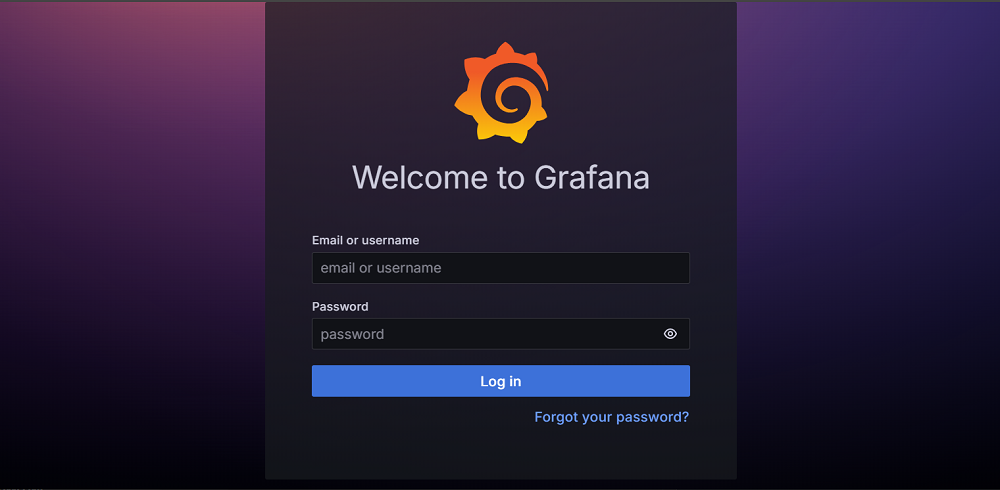 Welcome to Grafana
Email or username
email or username
Password
password
Log in
Forgot your password?